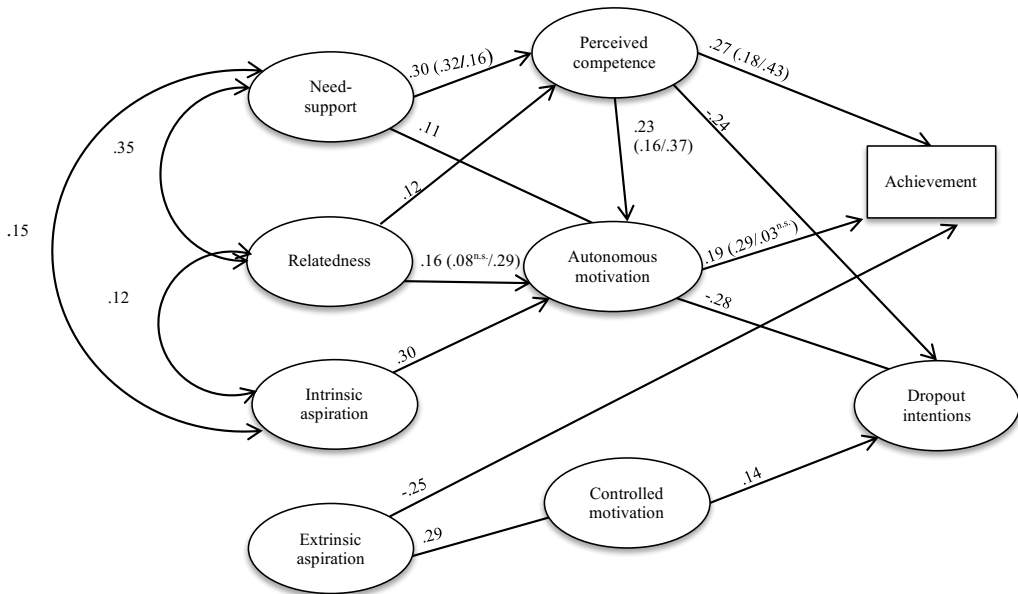 Perceived
competence
.27 (.18/.43)
.30 (.32/.16)
Need-
support
-.24
.11
.23
(.16/.37)
.35
Achievement
.12
.15
Relatedness
.16 (.08n.s./.29)
Autonomous
motivation
.19 (.29/.03n.s.)
.12
-.28
.30
Intrinsic
aspiration
Dropout
intentions
-.25
Controlled
motivation
.14
Extrinsic
aspiration
.29